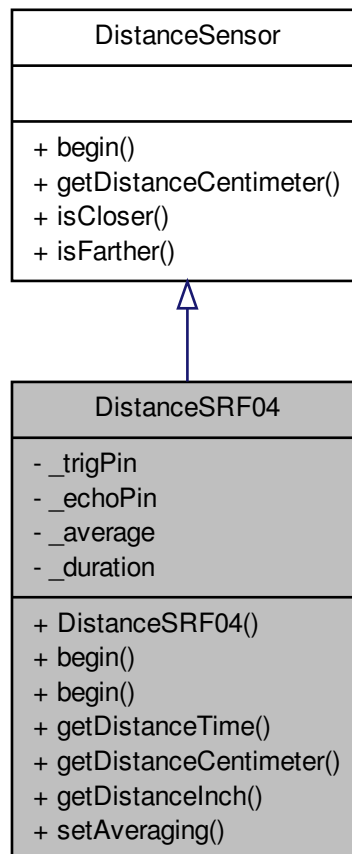 DistanceSensor
+ begin()
+ getDistanceCentimeter()
+ isCloser()
+ isFarther()
DistanceSRF04
- _trigPin
- _echoPin
- _average
- _duration
+ DistanceSRF04()
+ begin()
+ begin()
+ getDistanceTime()
+ getDistanceCentimeter()
+ getDistanceInch()
+ setAveraging()